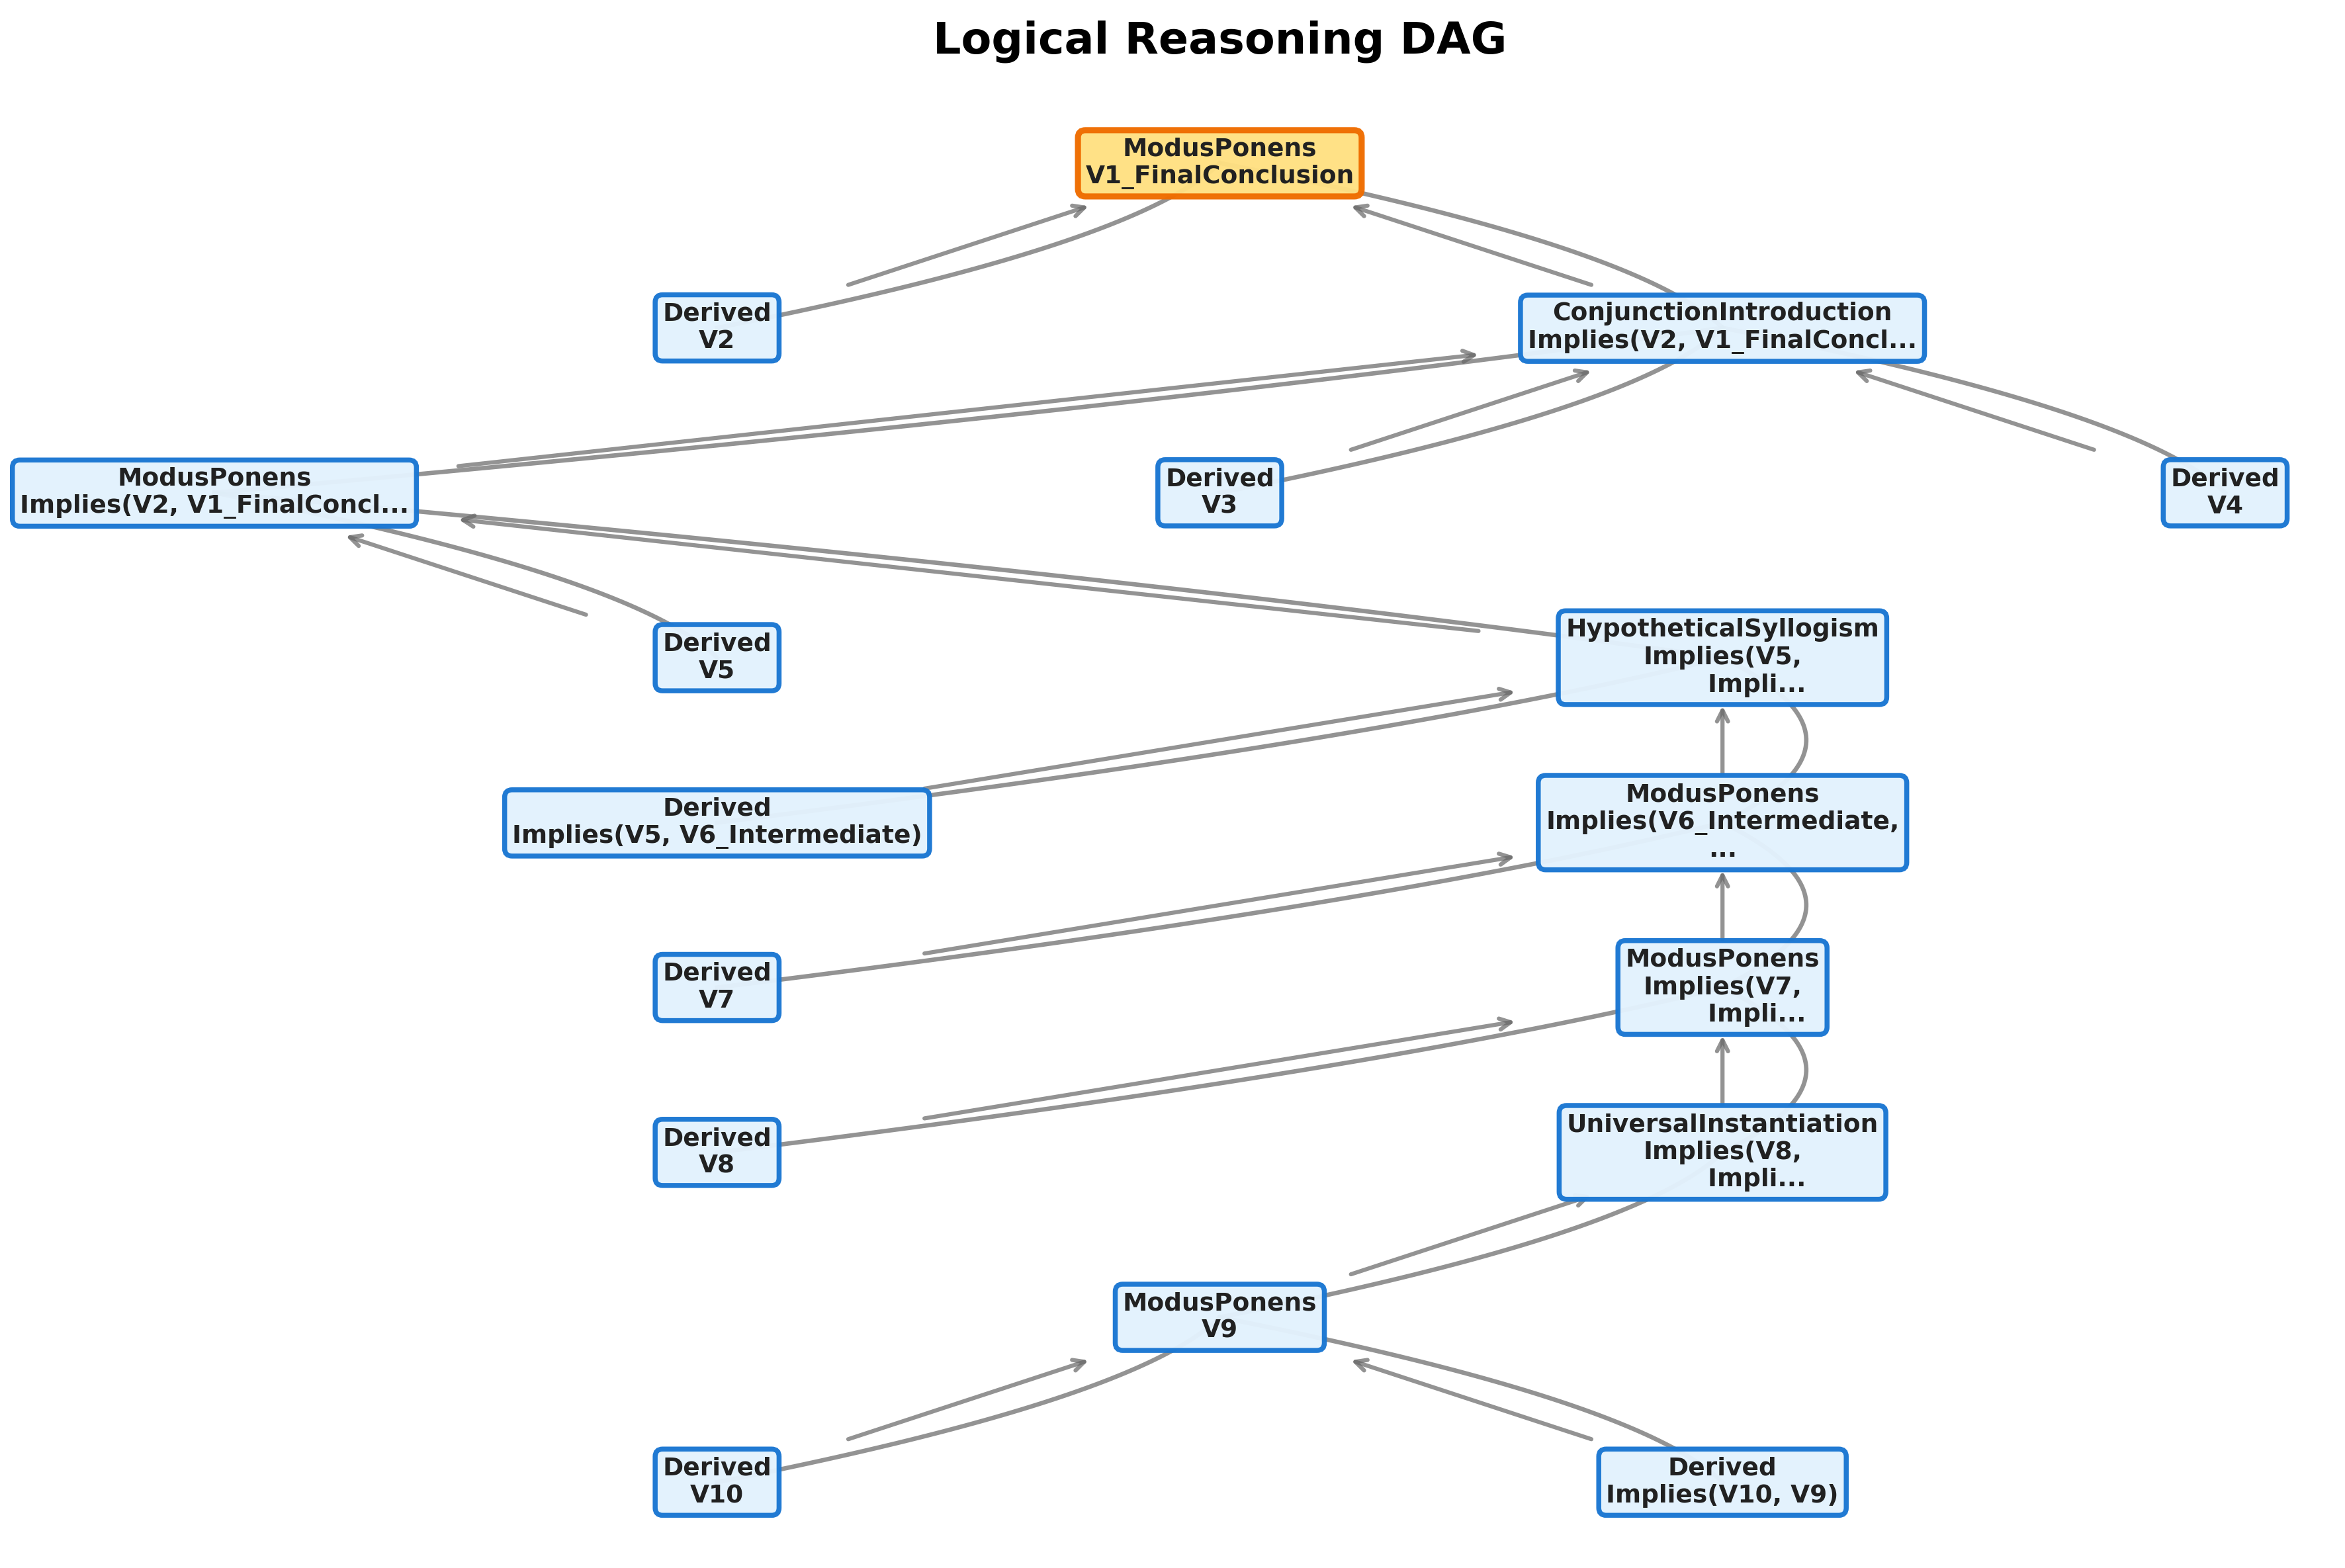 Logical Reasoning DAG
ModusPonens
V1_FinalConclusion
Derived
V2
ConjunctionIntroduction
Implies(V2, V1_FinalConcl...
ModusPonens
Implies(V2, V1_FinalConcl...
Derived
V3
Derived
V4
Derived
V5
HypotheticalSyllogism
Implies(V5,
Impli...
Derived
Implies(V5, V6_Intermediate)
ModusPonens
Implies(V6_Intermediate,
...
Derived
V7
ModusPonens
Implies(V7,
Impli...
Derived
V8
UniversalInstantiation
Implies(V8,
Impli...
ModusPonens
V9
Derived
V10
Derived
Implies(V10, V9)